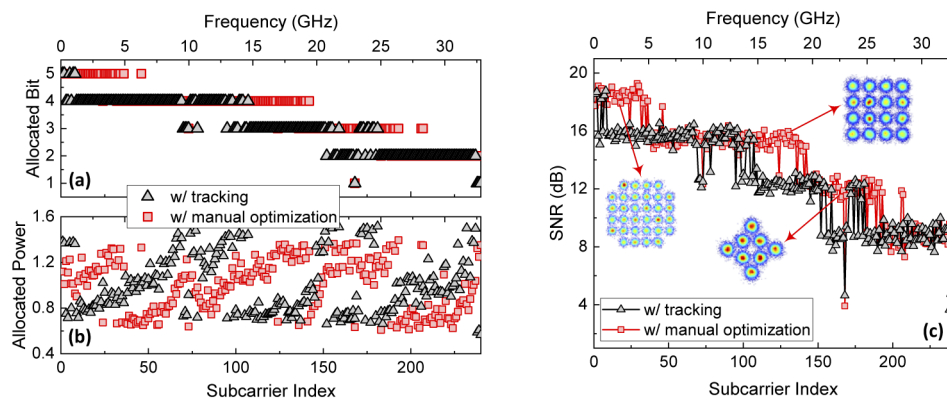 Frequency (GHz)
0 5 10 15 20 25 30
5
4
3
2
1
Allocated Bit
(a)
w/ tracking
w/ manual optimization
1.6
1.2
0.8
0.4
Allocated Power
(b)
0 50 100 150 200
Subcarrier Index
Frequency (GHz)
0 5 10 15 20 25 30
20
16
12
8
4
SNR (dB)
w/ tracking
w/ manual optimization
(c)
0 50 100 150 200
Subcarrier Index